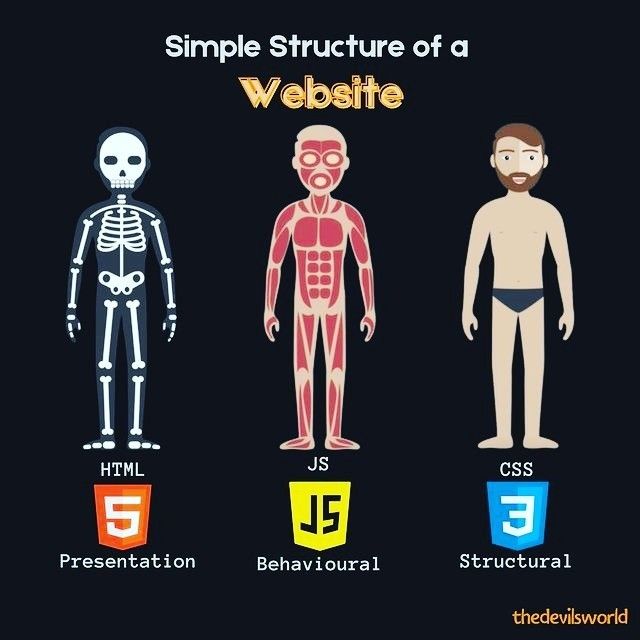 Simple Structure of a
Website
HTML
JS
CSS
5
JS
3
Presentation
Behavioural
Structural
thedevilsworld